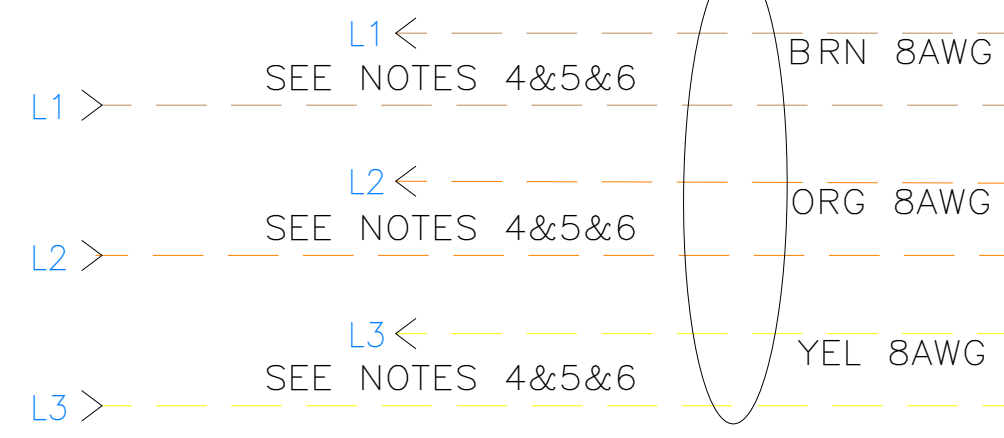 L1
BRN 8AWG
SEE NOTES 4&5&6
L1
L2
ORG 8AWG
SEE NOTES 4&5&6
L2
L3
YEL 8AWG
SEE NOTES 4&5&6
L3